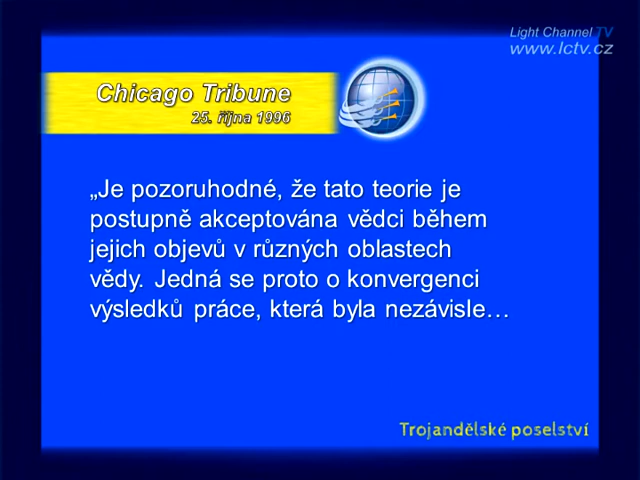 Light Channel TV
www.lctv.cz
Chicago Tribune
25. října 1996
„Je pozoruhodné, že tato teorie je
postupně akceptována vědci během
jejich objevů v různých oblastech
vědy. Jedná se proto o konvergenci
výsledků práce, která byla nezávisle…
Trojandělské poselství